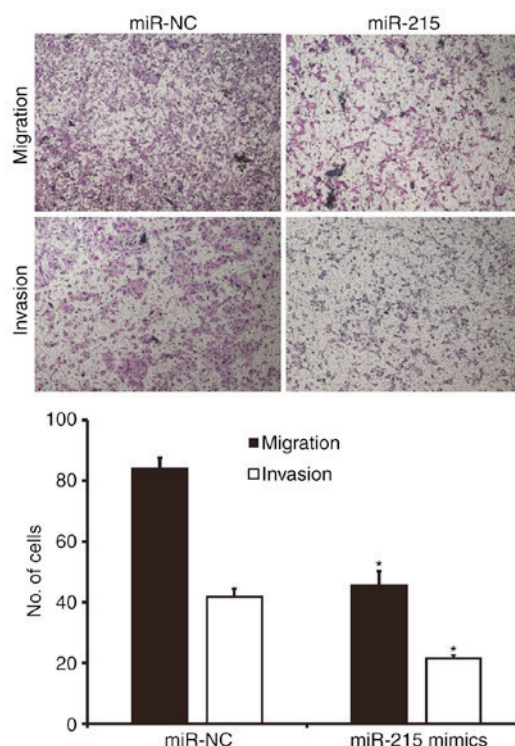 miR-NC miR-215
Migration
Invasion
100
80
60
40
20
0
No. of cells
Migration
Invasion
*
*
miR-NC miR-215 mimics